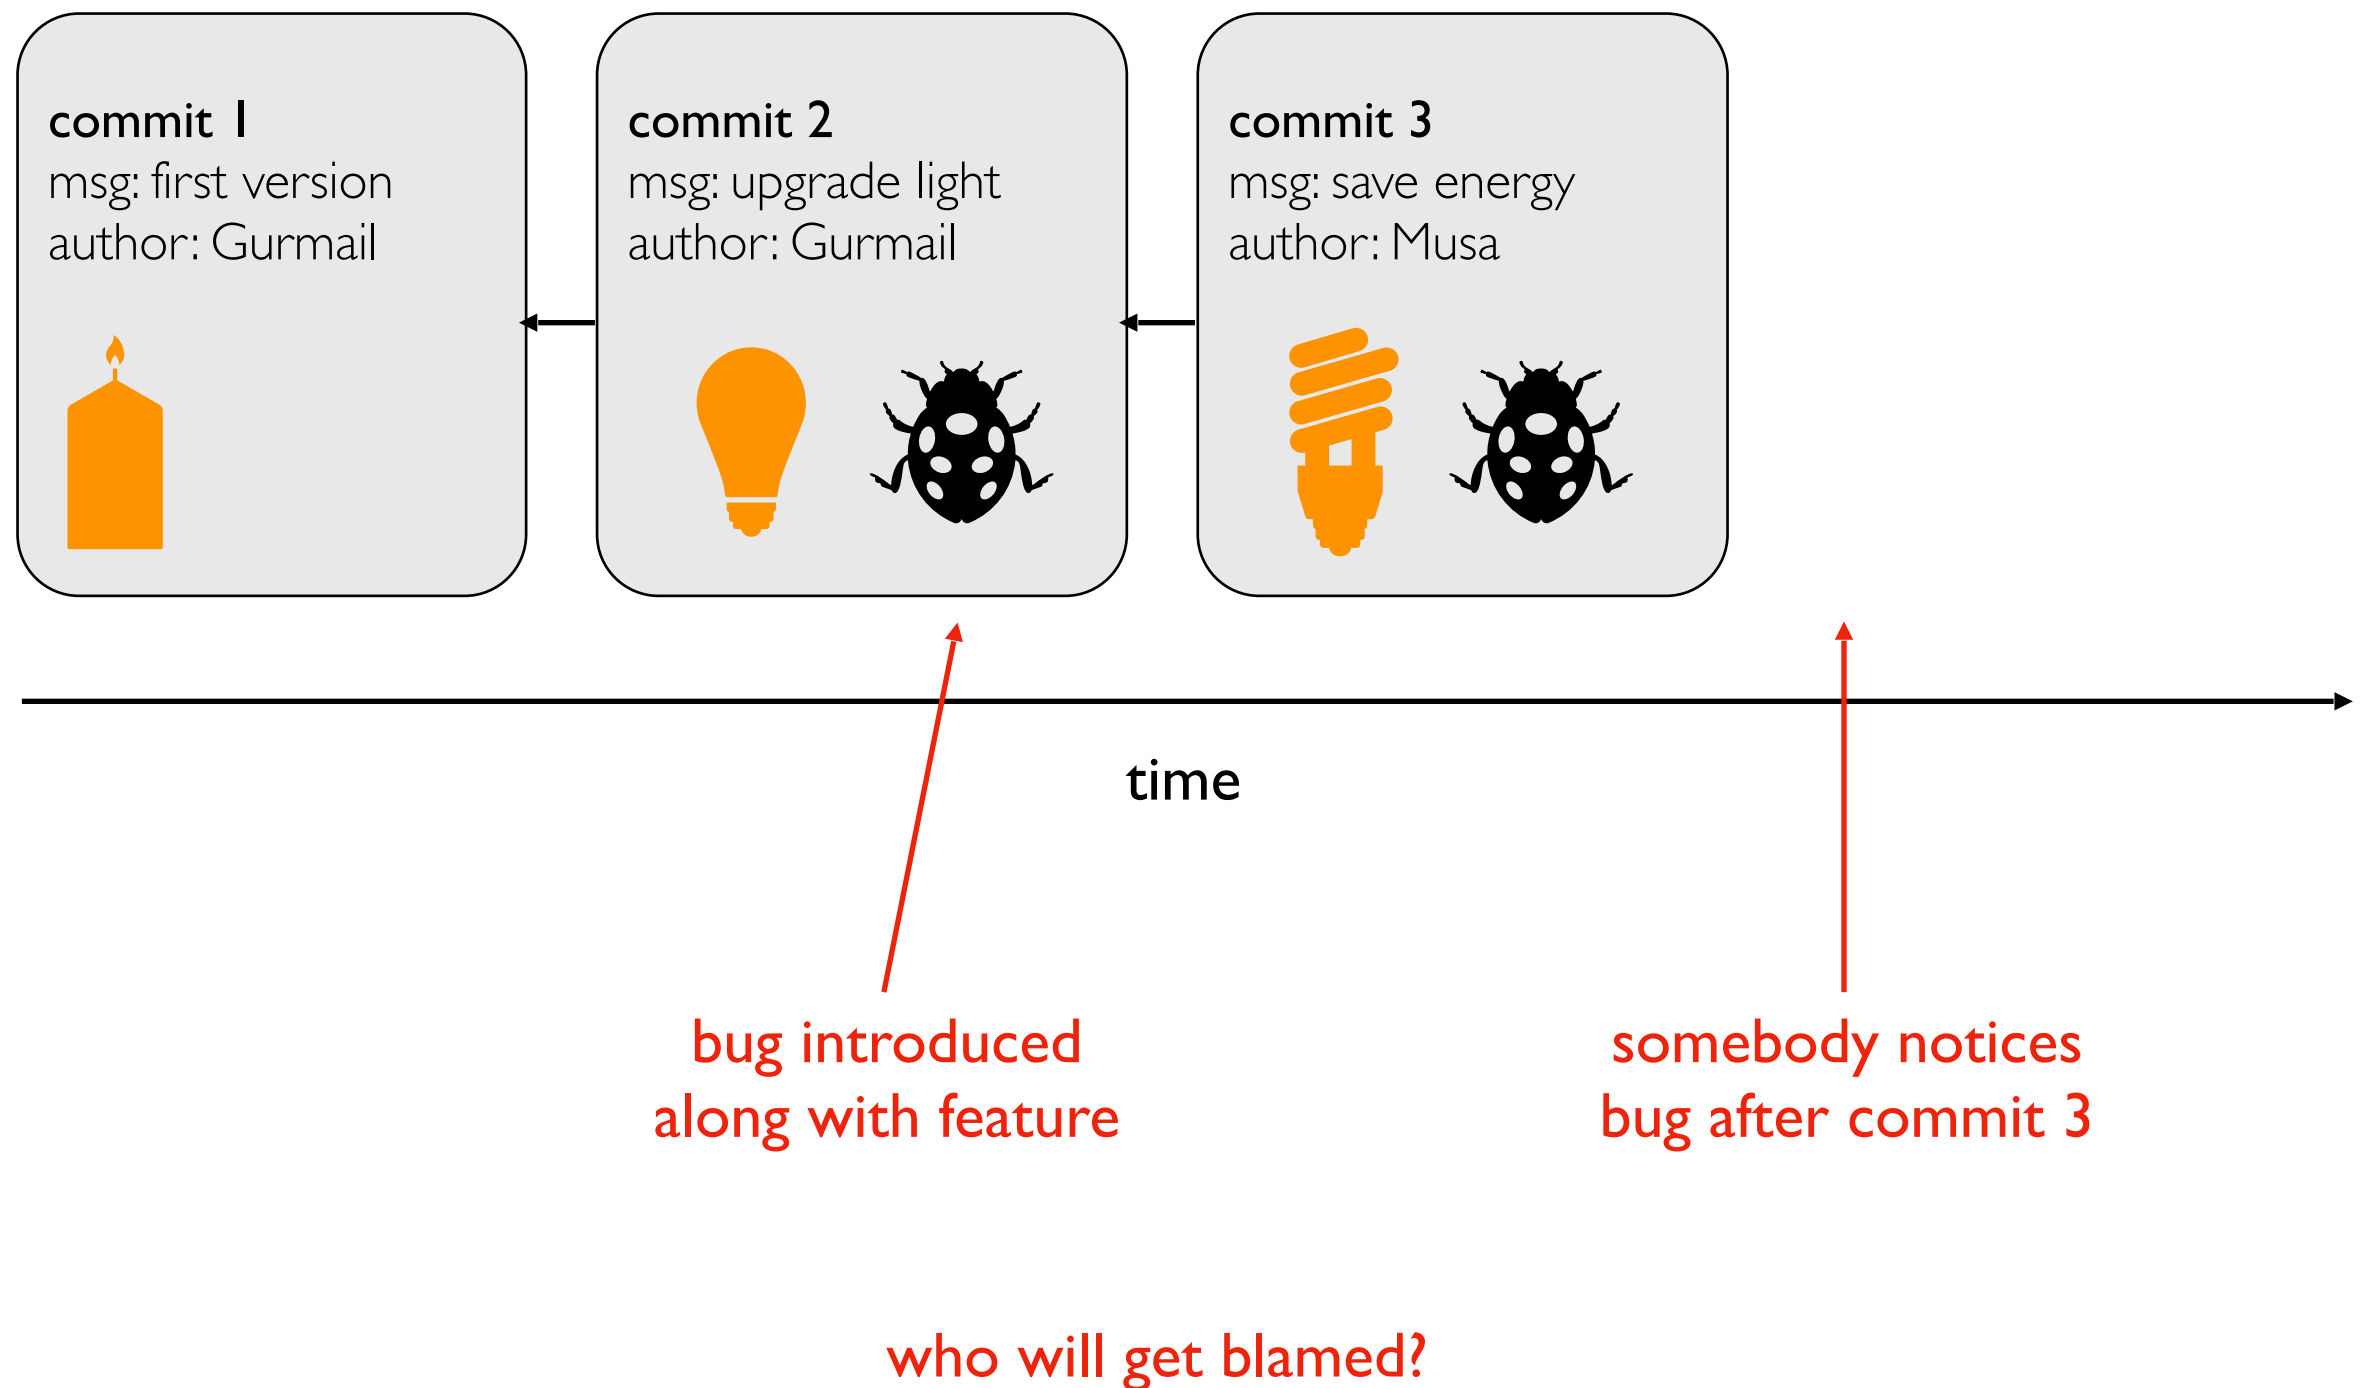 commit 1
msg: first version
author: Gurmail
commit 2
msg: upgrade light
author: Gurmail
commit 3
msg: save energy
author: Musa
time
bug introduced
along with feature
somebody notices
bug after commit 3
who will get blamed?